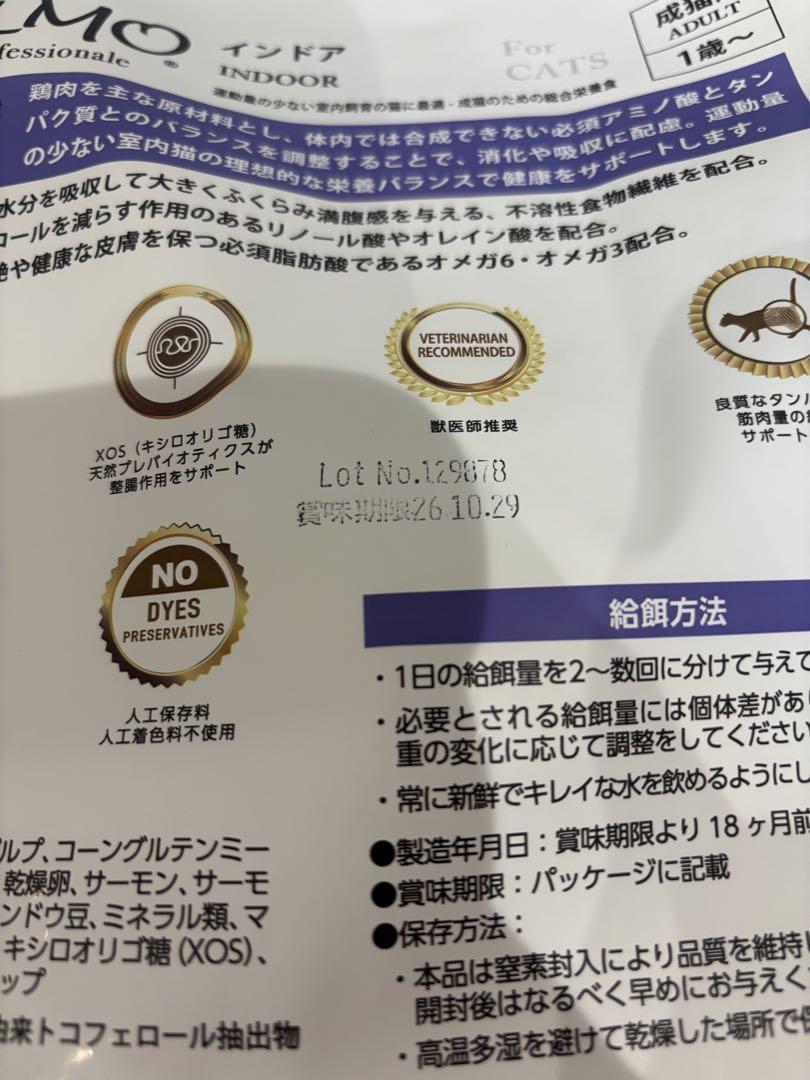 インドア
INDOOR
For
CATS
ADULT
1歳〜
運動量の少ない室内飼育の猫に最適 - 成猫のための総合栄養食
鶏肉を主な原材料とし、体内では合成できない必須アミノ酸とタン
パク質とのバランスを調整することで、消化や吸収に配慮。運動量
の少ない室内猫の理想的な栄養バランスで健康をサポートします。
水分を吸収して大きくふくらみ満腹感を与える、不溶性食物繊維を配合。
ロールを減らす作用のあるリノール酸やオレイン酸を配合。
や健康な皮膚を保つ必須脂肪酸であるオメガ6・オメガ3配合。
XOS（キシロオリゴ糖）
天然プレバイオティクスが
整腸作用をサポート
VETERINARIAN
RECOMMENDED
獣医師推奨
良質なタン
筋肉量の
サポート
Lot No.129878
賞味期限26.10.29
NO
DYES
PRESERVATIVES
人工保存料
人工着色料不使用
給餌方法
・1日の給餌量を2〜数回に分けて与えて
・必要とされる給餌量には個体差があ
重の変化に応じて調整をしてください
・常に新鮮でキレイな水を飲めるようにし
●製造年月日：賞味期限より 18 ヶ月前
●賞味期限：パッケージに記載
●保存方法：
・本品は窒素封入により品質を維持
開封後はなるべく早めにお与えく
・高温多湿を避けて乾燥した場所で
ルプ、コーングルテンミー
乾燥卵、サーモン、サーモ
ンドウ豆、ミネラル類、マ
キシロオリゴ糖（XOS）、
ップ
由来トコフェロール抽出物